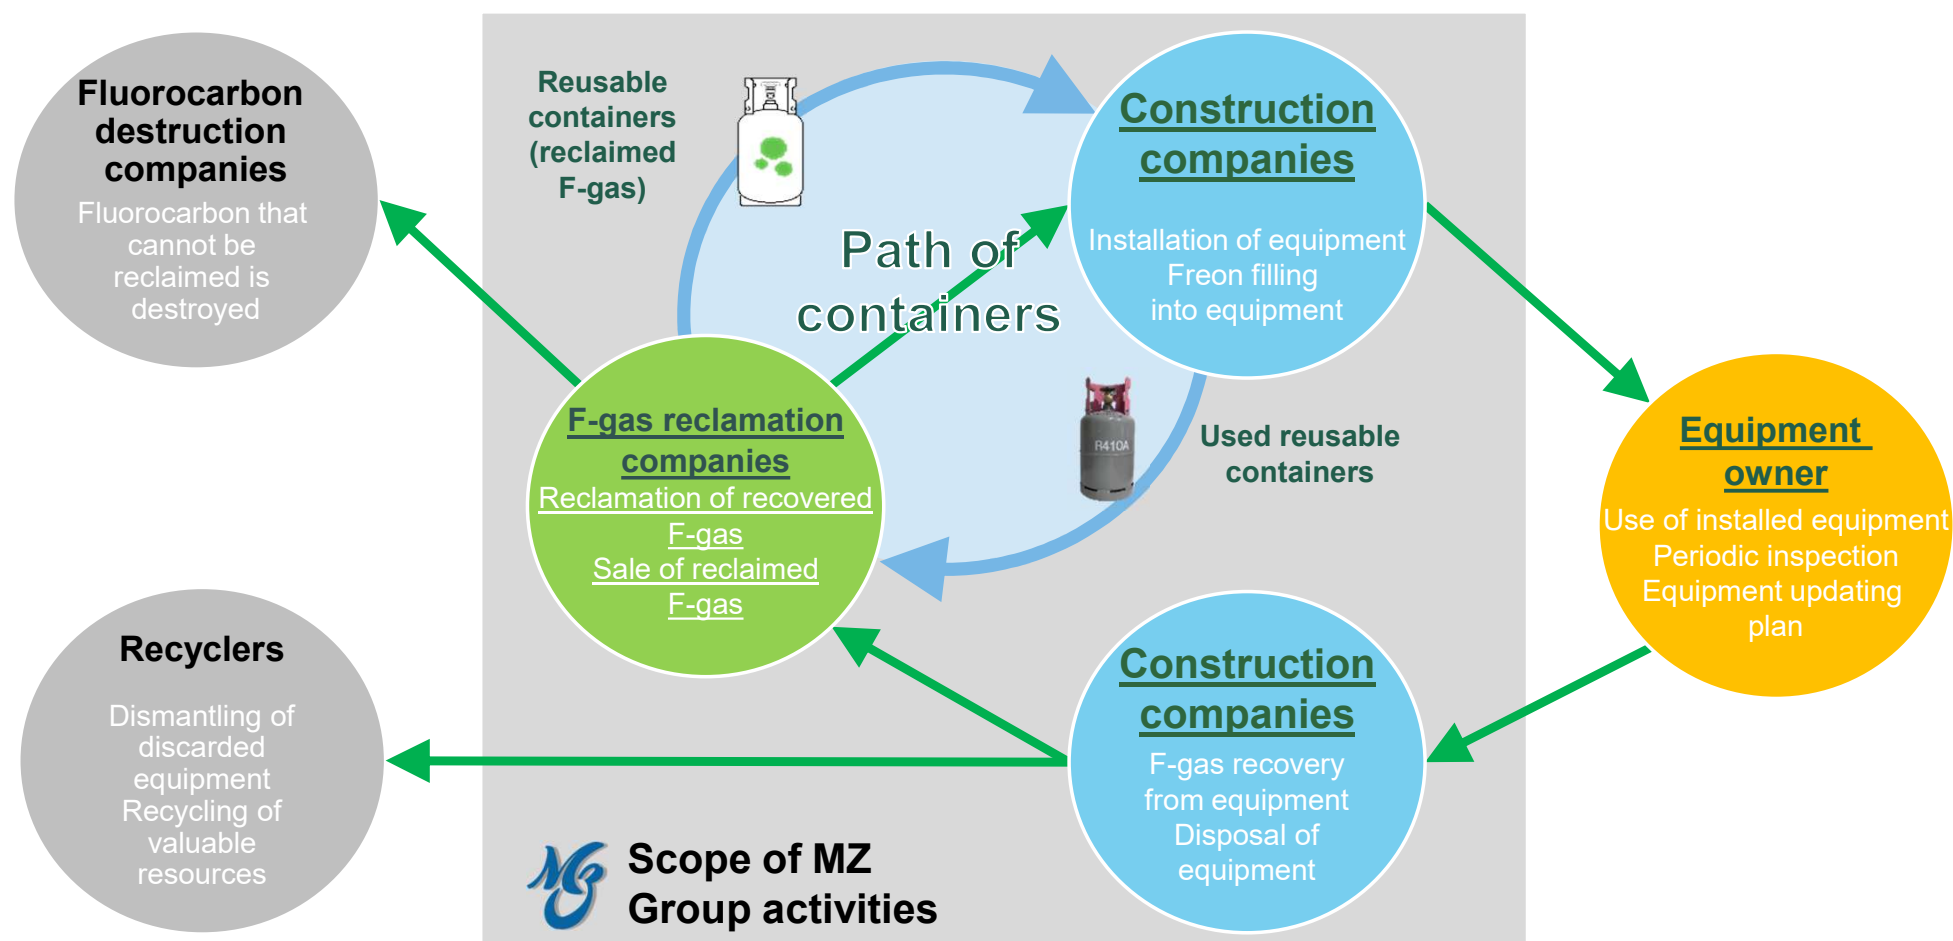 Fluorocarbon
destruction
companies
Fluorocarbon that
cannot be
reclaimed is
destroyed
Reusable
containers
(reclaimed
F-gas)
Path of
containers
Construction
companies
Installation of equipment
Freon filling
into equipment
R410A
Used reusable
containers
F-gas reclamation
companies
Reclamation of recovered
F-gas
Sale of reclaimed
F-gas
Equipment
owner
Use of installed equipment
Periodic inspection
Equipment updating
plan
Recyclers
Dismantling of
discarded
equipment
Recycling of
valuable
resources
Construction
companies
F-gas recovery
from equipment
Disposal of
equipment
MZ
Scope of MZ
Group activities